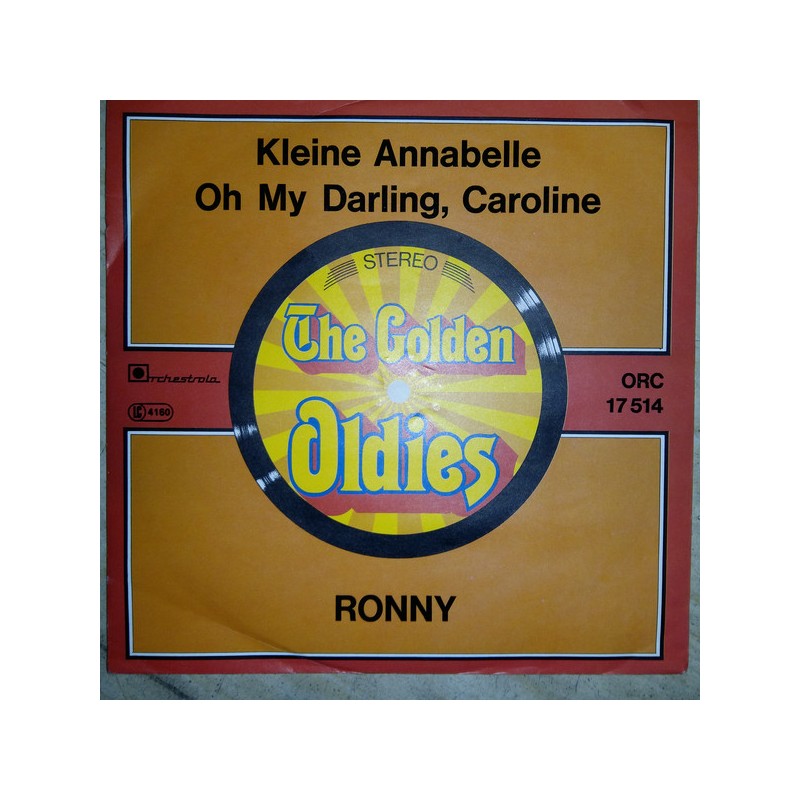 Kleine Annabelle
Oh My Darling, Caroline
STEREO
The Golden
Oldies
Orchestrola
LC 4160
ORC
17 514
RONNY